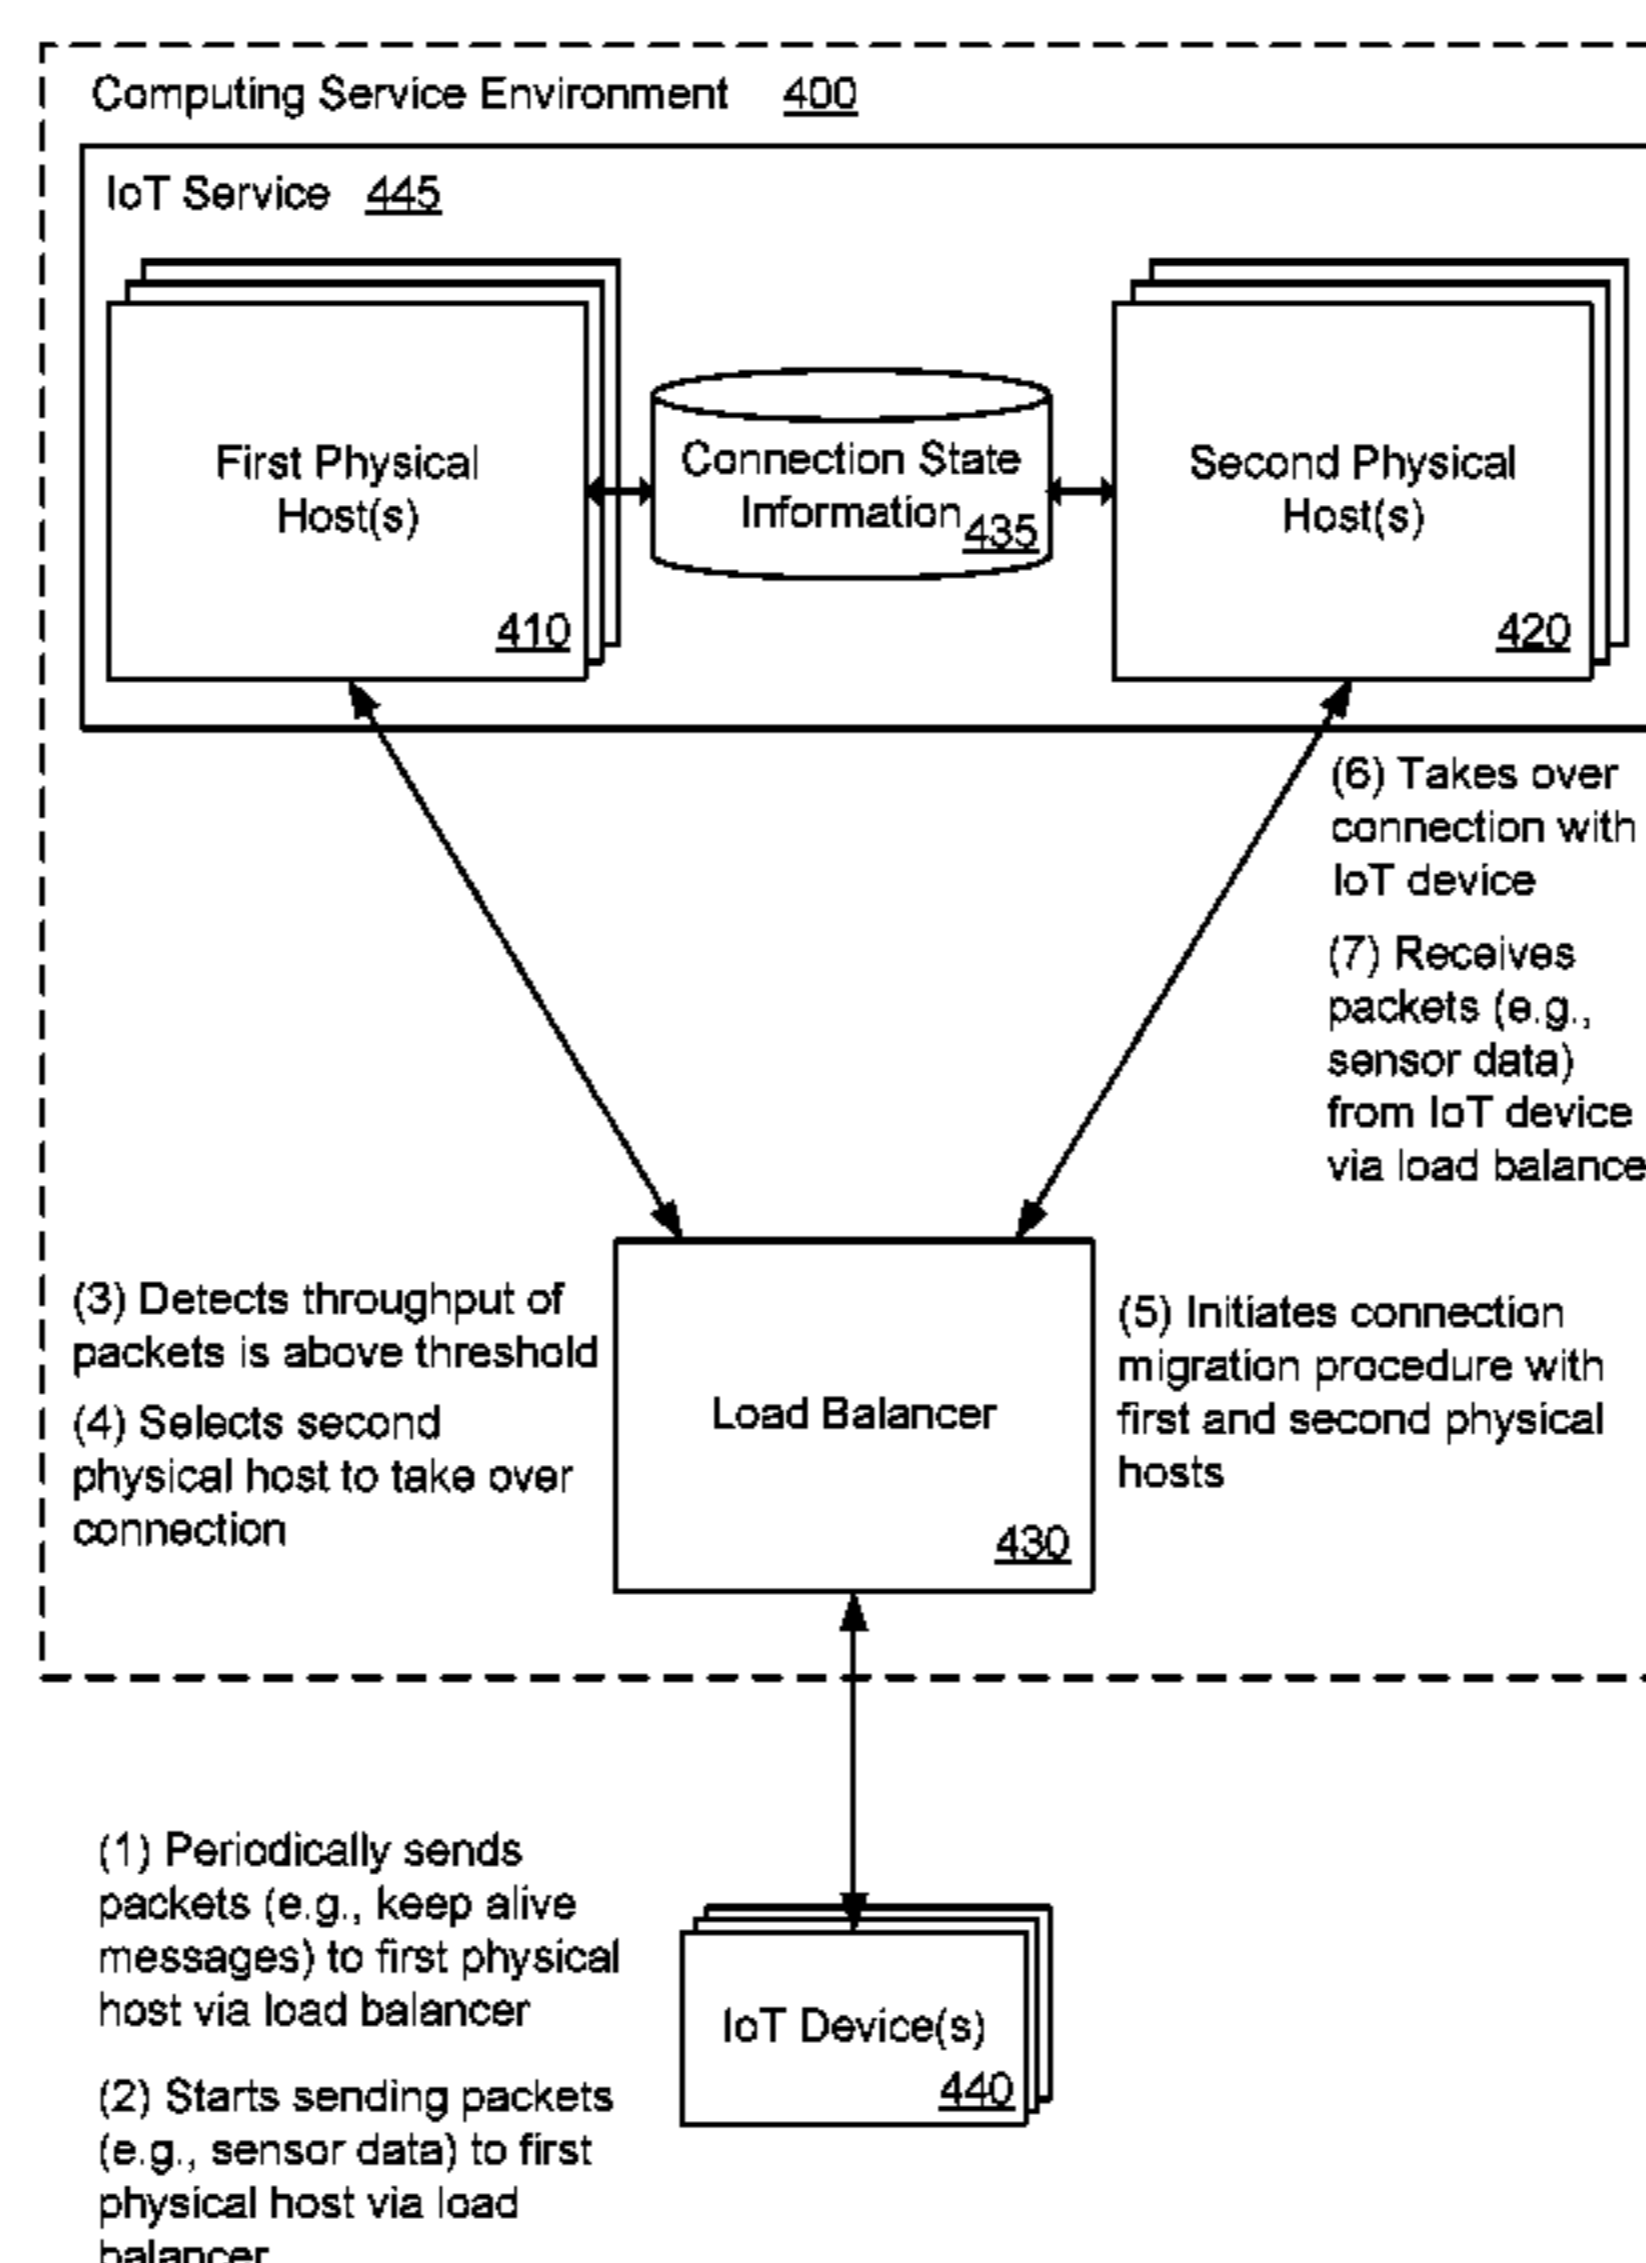 Computing Service Environment 400
IoT Service 445
First Physical
Host(s)
410
Connection State
Information
435
Second Physical
Host(s)
420
(6) Takes over
connection with
IoT device
(7) Receives
packets (e.g.,
sensor data)
from IoT device
via load balance
(3) Detects throughput of
packets is above threshold
(4) Selects second
physical host to take over
connection
Load Balancer
430
(5) Initiates connection
migration procedure with
first and second physical
hosts
(1) Periodically sends
packets (e.g., keep alive
messages) to first physical
host via load balancer
(2) Starts sending packets
(e.g., sensor data) to first
physical host via load
balancer
IoT Device(s)
440